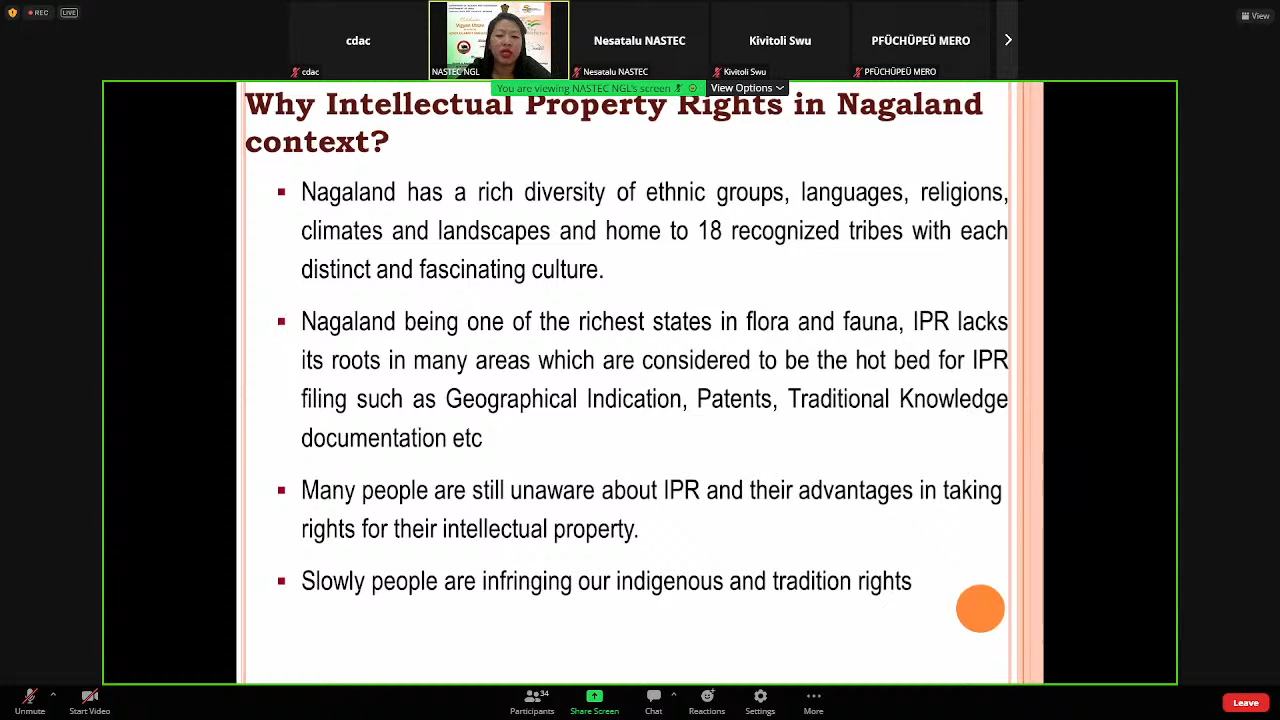 REC
LIVE
View
cdac
Nesatalu NASTEC
Kivitoli Swu
PFÜCHÜPEÜ MERO
cdac
NASTEC NGL
Nesatalu NASTEC
Kivitoli Swu
PFÜCHÜPEÜ MERO
You are viewing NASTEC NGL's screen
View Options
Why Intellectual Property Rights in Nagaland
context?
Nagaland has a rich diversity of ethnic groups, languages, religions,
climates and landscapes and home to 18 recognized tribes with each
distinct and fascinating culture.
Nagaland being one of the richest states in flora and fauna, IPR lacks
its roots in many areas which are considered to be the hot bed for IPR
filing such as Geographical Indication, Patents, Traditional Knowledge
documentation etc
Many people are still unaware about IPR and their advantages in taking
rights for their intellectual property.
Slowly people are infringing our indigenous and tradition rights
34
Unmute
Start Video
Participants
Share Screen
Chat
Reactions
Settings
More
Leave